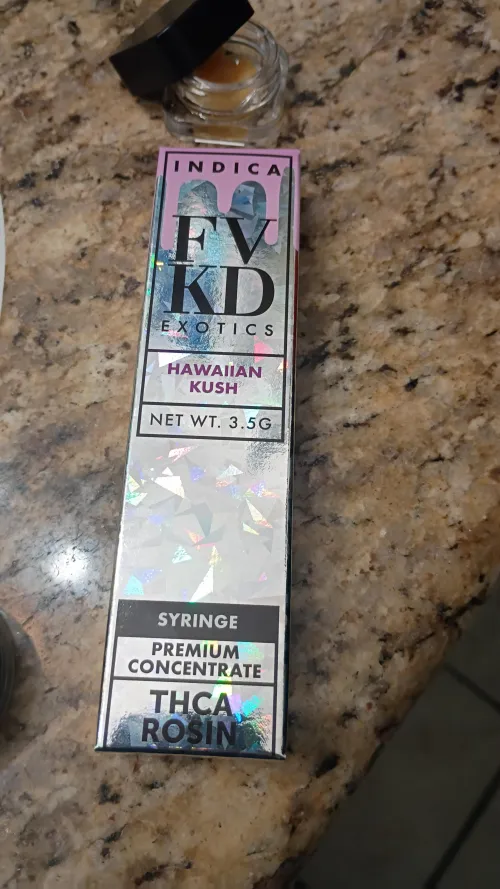 INDICA
FV
KD
EXOTICS
HAWAIIAN
KUSH
NET WT. 3.5G
SYRINGE
PREMIUM
CONCENTRATE
THCA
ROSIN